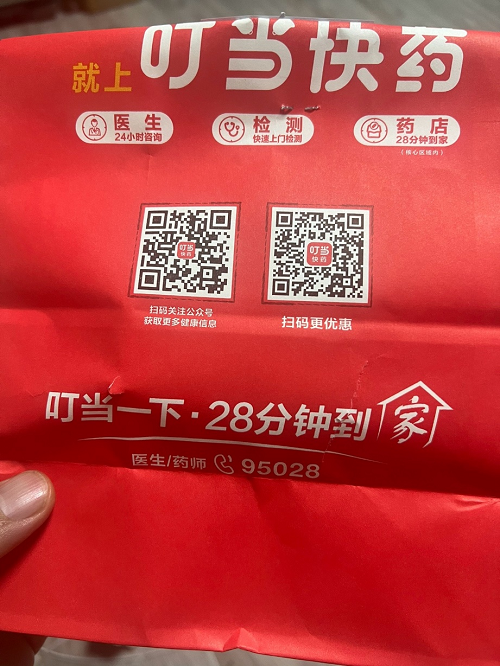 就上 叮当快药
医生
24小时咨询
检测
快速上门检测
药店
28分钟到家
(核心区域内)
叮当
快药
叮当
快药
扫码关注公众号
获取更多健康信息
扫码更优惠
叮当一下·28分钟到家
医生/药师 95028